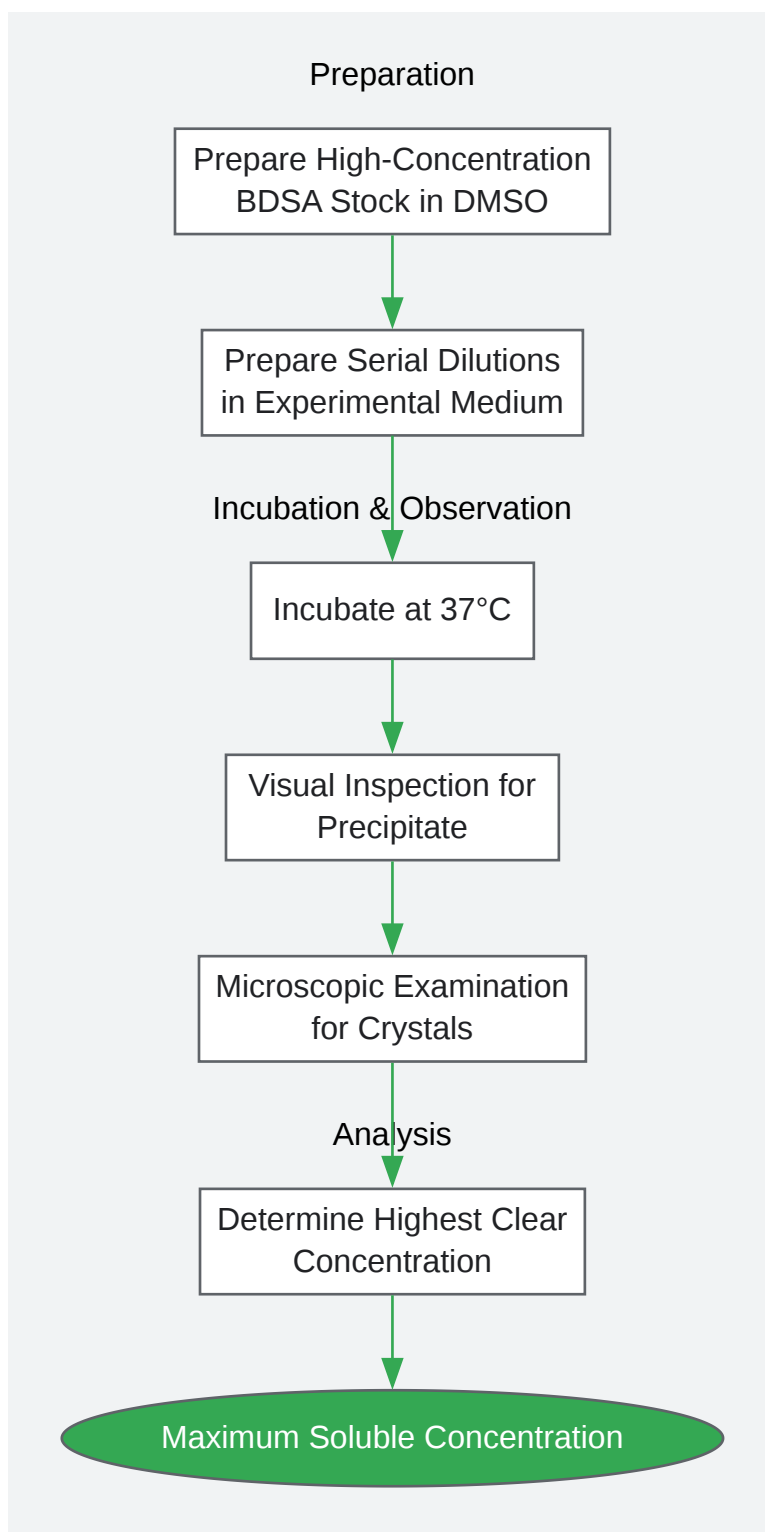 Preparation
Prepare High-Concentration
BDSA Stock in DMSO
Prepare Serial Dilutions
in Experimental Medium
Incubation & Observation
Incubate at 37°C
Visual Inspection for
Precipitate
Microscopic Examination
for Crystals
Analysis
Determine Highest Clear
Concentration
Maximum Soluble Concentration